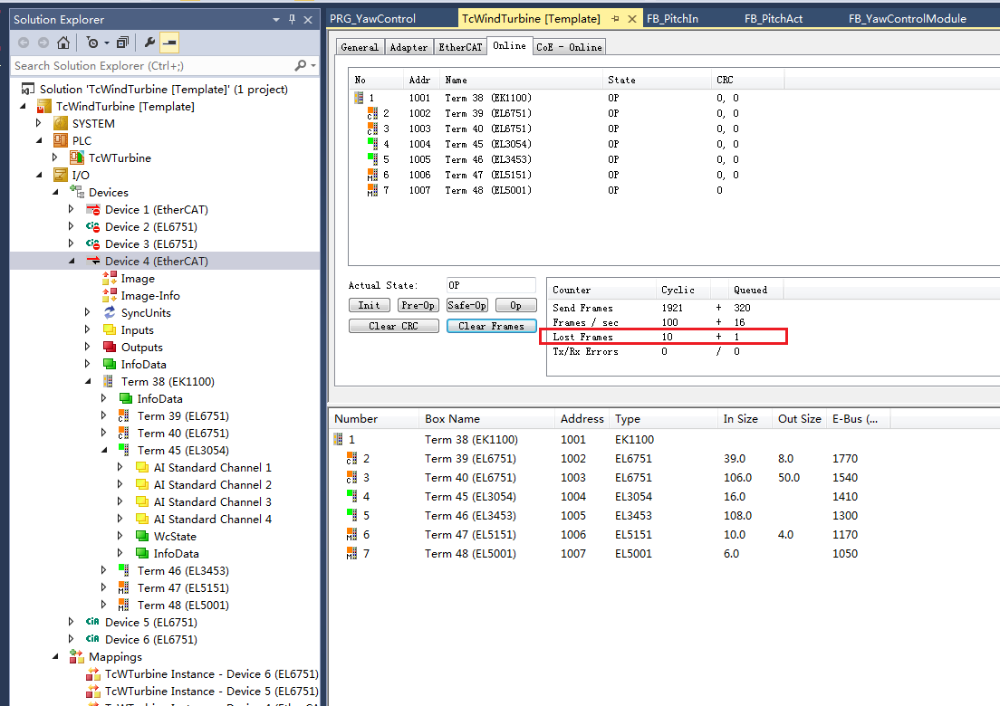 Solution Explorer
Search Solution Explorer (Ctrl+;)
Solution 'TcWindTurbine [Template]' (1 project)
TcWindTurbine [Template]
SYSTEM
PLC
TcWTurbine
I/O
Devices
Device 1 (EtherCAT)
Device 2 (EL6751)
Device 3 (EL6751)
Device 4 (EtherCAT)
Image
Image-Info
SyncUnits
Inputs
Outputs
InfoData
Term 38 (EK1100)
InfoData
Term 39 (EL6751)
Term 40 (EL6751)
Term 45 (EL3054)
AI Standard Channel 1
AI Standard Channel 2
AI Standard Channel 3
AI Standard Channel 4
WcState
InfoData
Term 46 (EL3453)
Term 47 (EL5151)
Term 48 (EL5001)
Device 5 (EL6751)
Device 6 (EL6751)
Mappings
TcWTurbine Instance - Device 6 (EL6751)
TcWTurbine Instance - Device 5 (EL6751)
PRG_YawControl TcWindTurbine [Template] FB_PitchIn FB_PitchAct FB_YawControlModule
General Adapter EtherCAT Online CoE - Online
No Addr Name State CRC
1 1001 Term 38 (EK1100) OP 0, 0
2 1002 Term 39 (EL6751) OP 0, 0
3 1003 Term 40 (EL6751) OP 0, 0
4 1004 Term 45 (EL3054) OP 0, 0
5 1005 Term 46 (EL3453) OP 0, 0
6 1006 Term 47 (EL5151) OP 0, 0
7 1007 Term 48 (EL5001) OP 0
Actual State: OP
Init Pre-Op Safe-Op Op
Clear CRC Clear Frames
Counter Cyclic Queued
Send Frames 1921 + 320
Frames / sec 100 + 16
Lost Frames 10 + 1
Tx/Rx Errors 0 / 0
Number Box Name Address Type In Size Out Size E-Bus (...
1 Term 38 (EK1100) 1001 EK1100
2 Term 39 (EL6751) 1002 EL6751 39.0 8.0 1770
3 Term 40 (EL6751) 1003 EL6751 106.0 50.0 1540
4 Term 45 (EL3054) 1004 EL3054 16.0 1410
5 Term 46 (EL3453) 1005 EL3453 108.0 1300
6 Term 47 (EL5151) 1006 EL5151 10.0 4.0 1170
7 Term 48 (EL5001) 1007 EL5001 6.0 1050